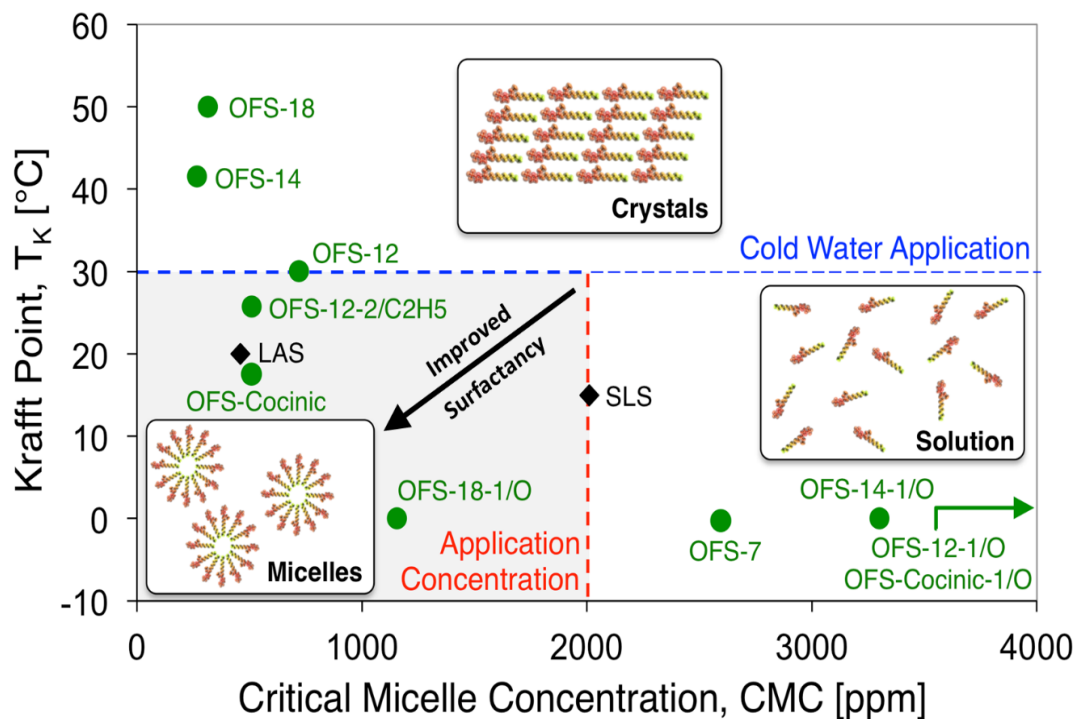 60
50
40
30
20
10
0
-10
Krafft Point, T_K [°C]
OFS-18
OFS-14
Crystals
OFS-12
Cold Water Application
OFS-12-2/C2H5
LAS
OFS-Cocinic
Improved
Surfactancy
SLS
Solution
Micelles
OFS-18-1/O
Application
Concentration
OFS-7
OFS-14-1/O
OFS-12-1/O
OFS-Cocinic-1/O
0 1000 2000 3000 4000
Critical Micelle Concentration, CMC [ppm]